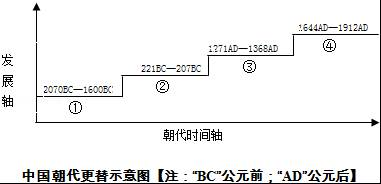 发展轴
1644AD—1912AD
④
1271AD—1368AD
③
221BC—207BC
②
2070BC—1600BC
①
朝代时间轴
中国朝代更替示意图【注：“BC”公元前；“AD”公元后】